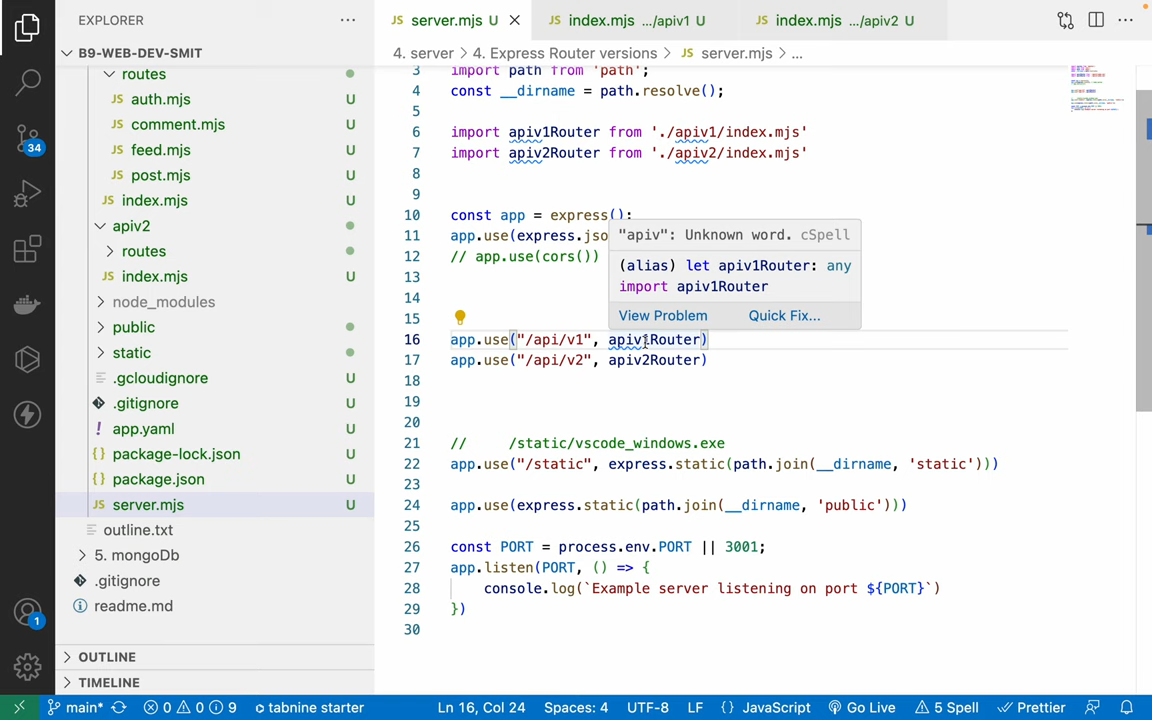 EXPLORER
server.mjs U
index.mjs .../apiv1 U
index.mjs .../apiv2 U
B9-WEB-DEV-SMIT
4. server > 4. Express Router versions > JS server.mjs > ...
routes
JS auth.mjs U
JS comment.mjs U
JS feed.mjs U
JS post.mjs U
JS index.mjs U
apiv2
routes
JS index.mjs U
node_modules
public
static
.gcloudignore U
.gitignore U
! app.yaml U
{} package-lock.json U
{} package.json U
JS server.mjs U
outline.txt
5. mongoDb
.gitignore
readme.md
OUTLINE
TIMELINE
34
1
3 import path from 'path';
4 const __dirname = path.resolve();
5
6 import apiv1Router from './apiv1/index.mjs'
7 import apiv2Router from './apiv2/index.mjs'
8
9
10 const app = express();
11 app.use(express.jso
12 // app.use(cors())
13
14
15
16 app.use("/api/v1", apiv1Router)
17 app.use("/api/v2", apiv2Router)
18
19
20
21 // /static/vscode_windows.exe
22 app.use("/static", express.static(path.join(__dirname, 'static')))
23
24 app.use(express.static(path.join(__dirname, 'public')))
25
26 const PORT = process.env.PORT || 3001;
27 app.listen(PORT, () => {
28 console.log(`Example server listening on port ${PORT}`)
29 })
30
"apiv": Unknown word. cSpell
(alias) let apiv1Router: any
import apiv1Router
View Problem Quick Fix...
main* 0 0 9 tabnine starter Ln 16, Col 24 Spaces: 4 UTF-8 LF {} JavaScript Go Live 5 Spell Prettier